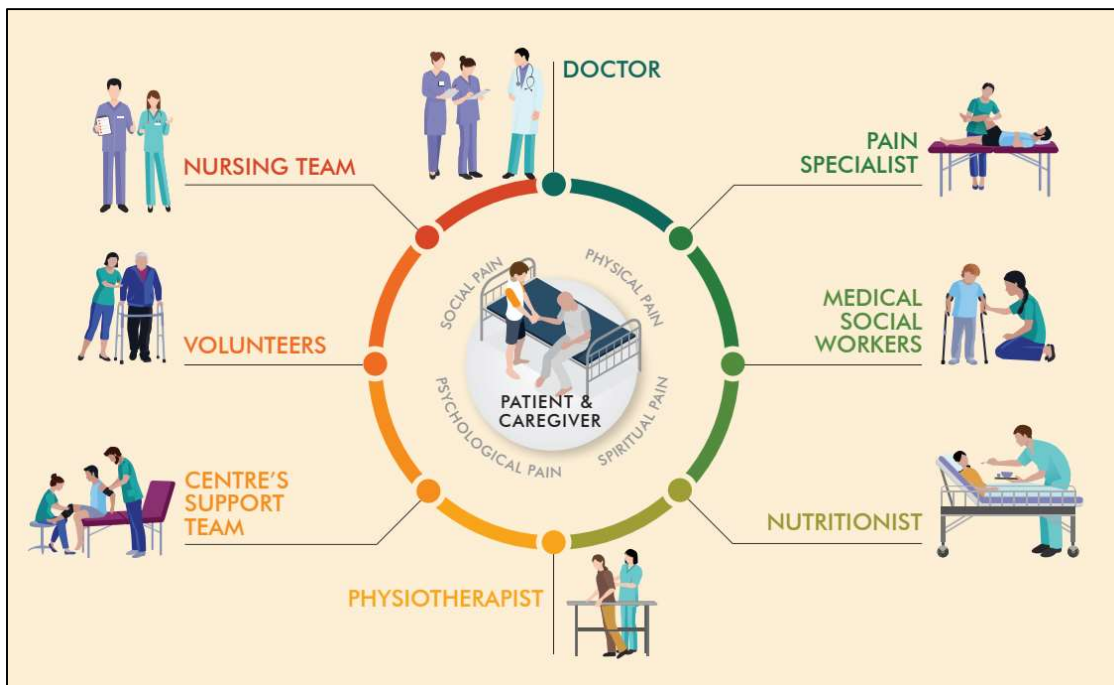 DOCTOR
PAIN
SPECIALIST
NURSING TEAM
SOCIAL PAIN
PHYSICAL PAIN
MEDICAL
SOCIAL
WORKERS
VOLUNTEERS
PATIENT &
CAREGIVER
PSYCHOLOGICAL PAIN
SPIRITUAL PAIN
CENTRE'S
SUPPORT
TEAM
NUTRITIONIST
PHYSIOTHERAPIST